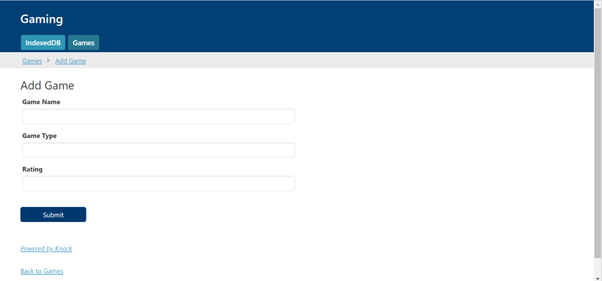 Gaming
IndexedDB Games
Games > Add Game
Add Game
Game Name
Game Type
Rating
Submit
Powered by Knack
Back to Games